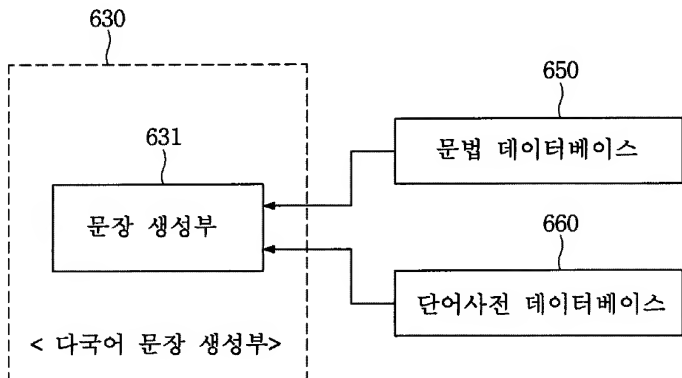 630
650
문법 데이터베이스
631
문장 생성부
660
단어사전 데이터베이스
< 다국어 문장 생성부>